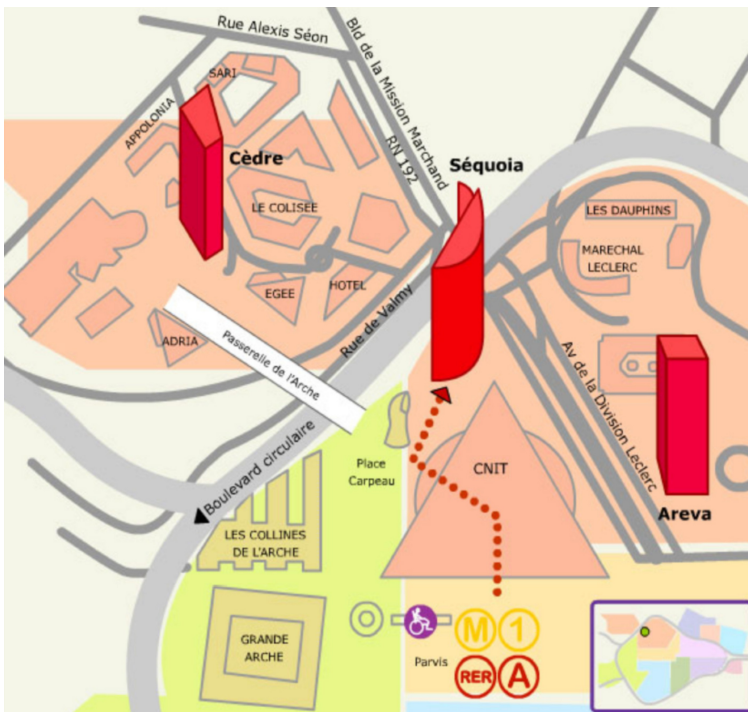 Rue Alexis Séon
Bld de la Mission Marchand
RN 192
SARI
APPOLONIA
Cèdre
Séquoia
LE COLISEE
LES DAUPHINS
MARECHAL
LECLERC
EGEE
HOTEL
ADRIA
Rue de Valmy
Passerelle de l'Arche
Av de la Division Leclerc
Boulevard circulaire
Place
Carpeau
CNIT
Areva
LES COLLINES
DE L'ARCHE
GRANDE
ARCHE
Parvis
M 1
RER A